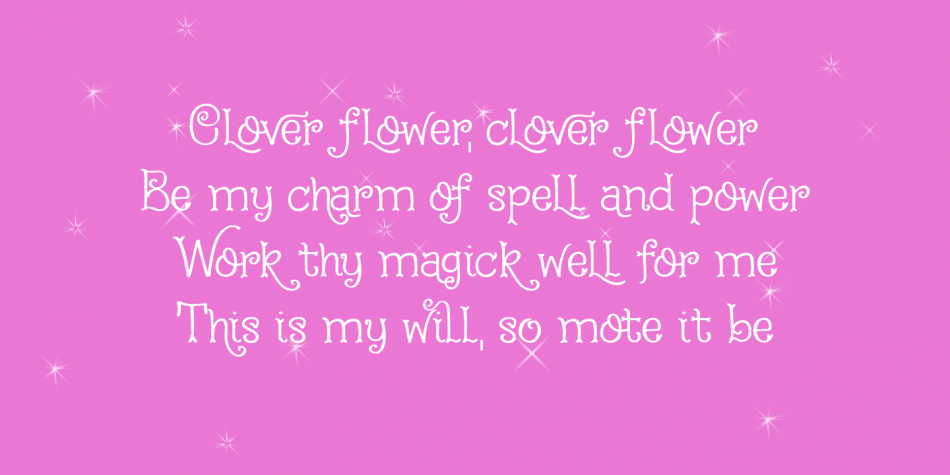 Clover flower, clover flower
Be my charm of spell and power
Work thy magick well for me
This is my will, so mote it be